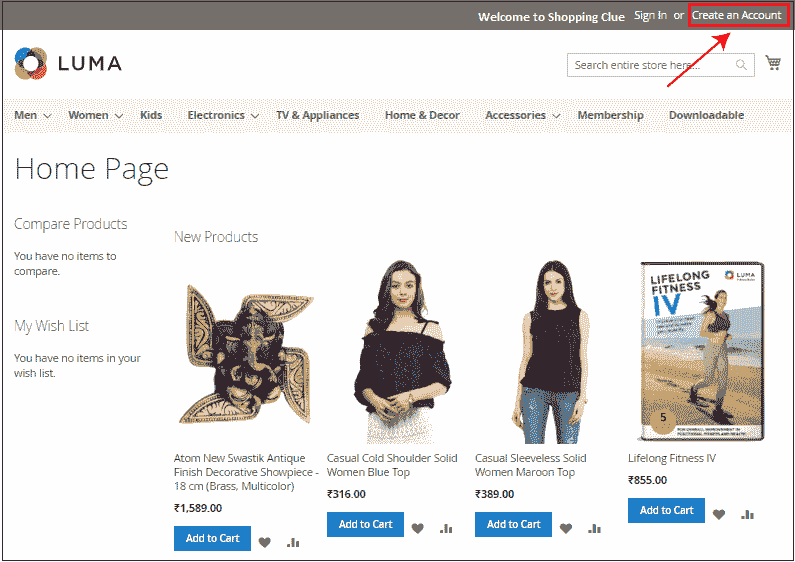 Welcome to Shopping Clue Sign In or Create an Account
LUMA
Search entire store here...
Men Women Kids Electronics TV & Appliances Home & Decor Accessories Membership Downloadable
Home Page
Compare Products
You have no items to
compare.
My Wish List
You have no items in your
wish list.
New Products
LIFELONG
FITNESS
IV
LUMA
5
Atom New Swastik Antique
Finish Decorative Showpiece -
18 cm (Brass, Multicolor)
₹1,589.00
Add to Cart
Casual Cold Shoulder Solid
Women Blue Top
₹316.00
Add to Cart
Casual Sleeveless Solid
Women Maroon Top
₹389.00
Add to Cart
Lifelong Fitness IV
₹855.00
Add to Cart